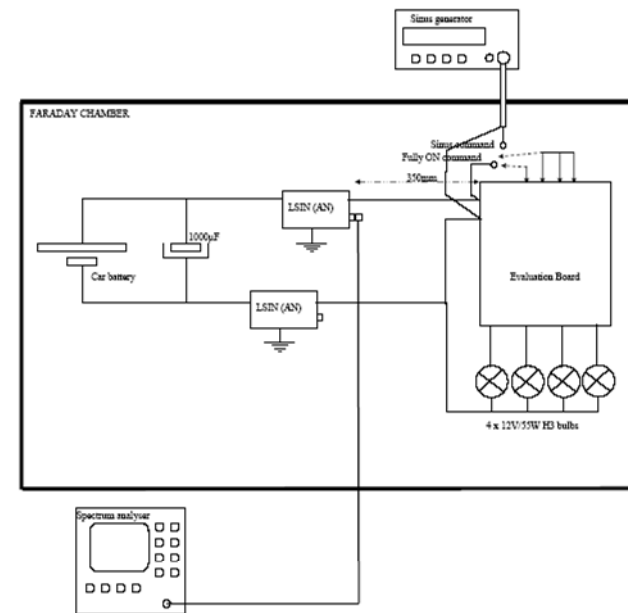 Sinus generator
FARADAY CHAMBER
Sinus command
Fully ON command
350mm
LSIN (AN)
1000µF
Car battery
Evaluation Board
LSIN (AN)
4 x 12V/55W H3 bulbs
Spectrum analyser